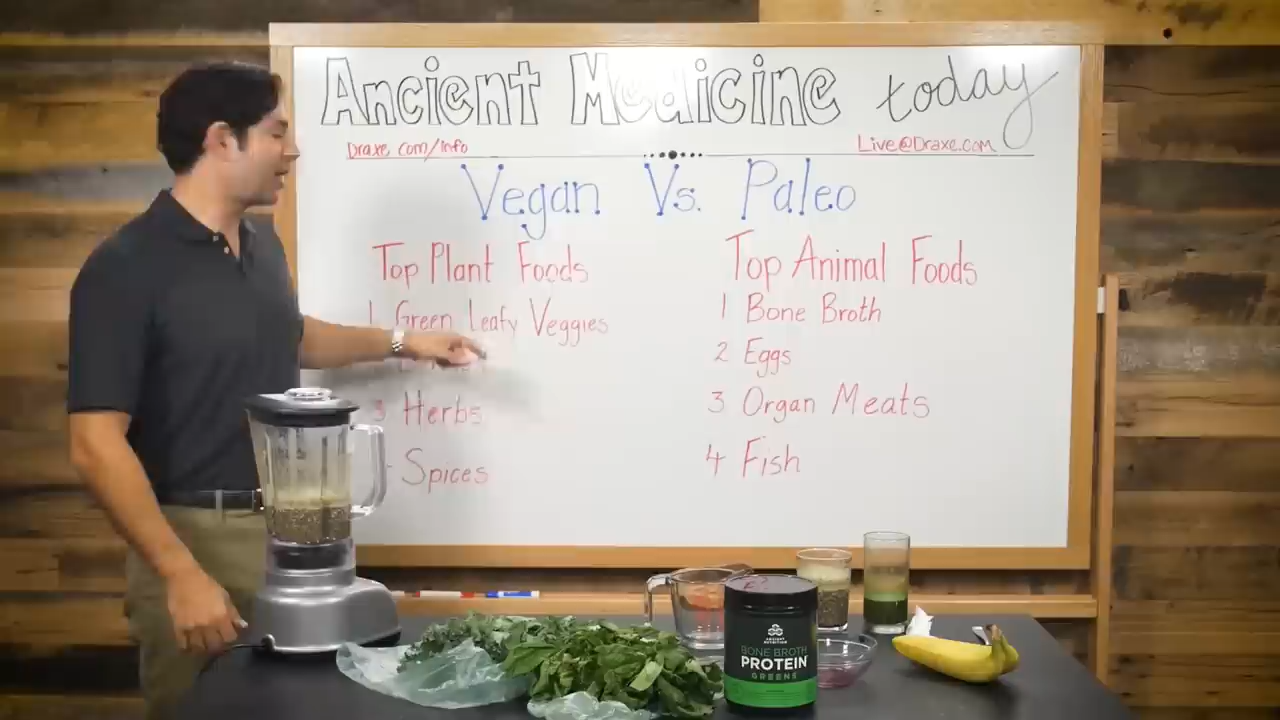 Ancient Medicine today
Draxe.com/info
Live@Draxe.com
Vegan Vs. Paleo
Top Plant Foods
1 Green Leafy Veggies
3 Herbs
Spices
Top Animal Foods
1 Bone Broth
2 Eggs
3 Organ Meats
4 Fish
ANCIENT NUTRITION
BONE BROTH
PROTEIN
GREENS